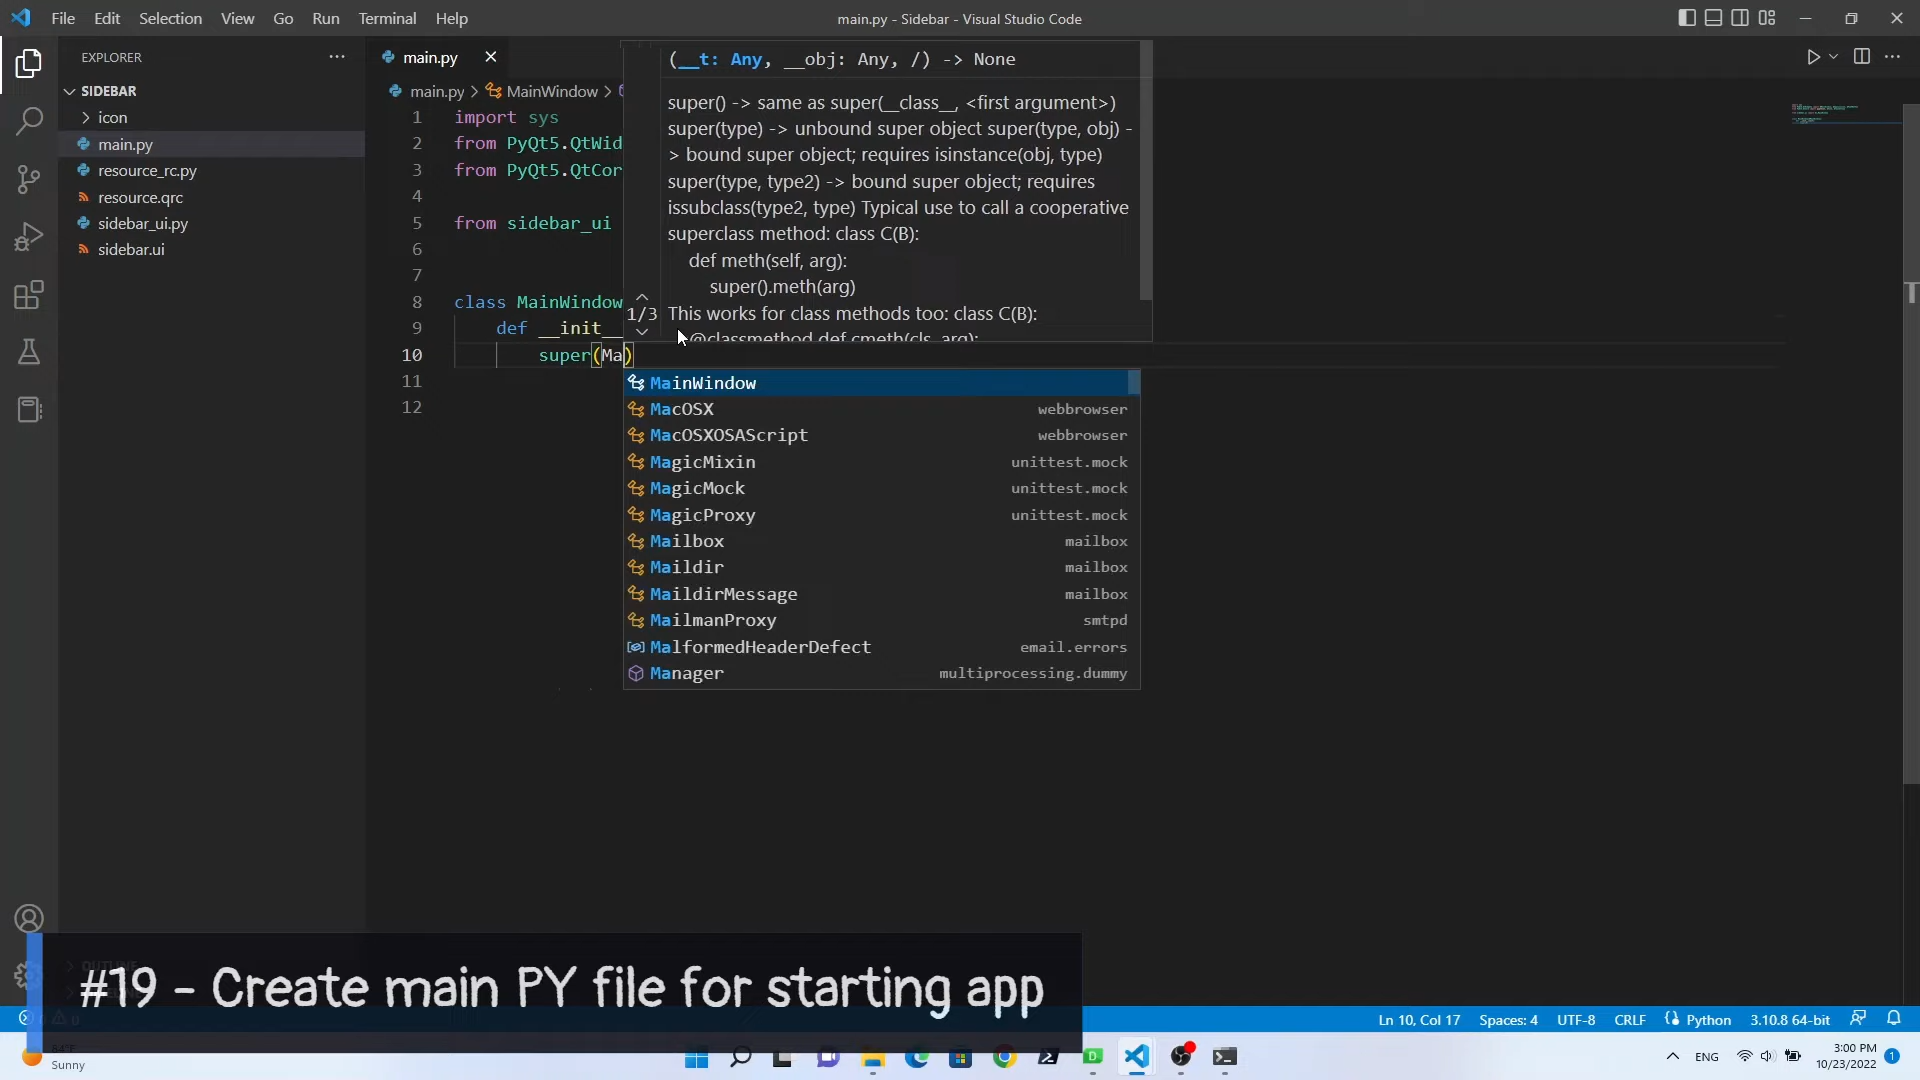 File Edit Selection View Go Run Terminal Help
main.py - Sidebar - Visual Studio Code
EXPLORER
SIDEBAR
icon
main.py
resource_rc.py
resource.qrc
sidebar_ui.py
sidebar.ui
main.py
main.py > MainWindow >
1 import sys
2 from PyQt5.QtWid
3 from PyQt5.QtCor
4
5 from sidebar_ui
6
7
8 class MainWindow
9 def __init__
10 super(Ma)
11
12
(__t: Any, __obj: Any, /) -> None
super() -> same as super(__class__, <first argument>)
super(type) -> unbound super object super(type, obj) -
> bound super object; requires isinstance(obj, type)
super(type, type2) -> bound super object; requires
issubclass(type2, type) Typical use to call a cooperative
superclass method: class C(B):
def meth(self, arg):
super().meth(arg)
1/3
This works for class methods too: class C(B):
@classmethod def cmeth(cls, arg):
MainWindow
MacOSX webbrowser
MacOSXOSAScript webbrowser
MagicMixin unittest.mock
MagicMock unittest.mock
MagicProxy unittest.mock
Mailbox mailbox
Maildir mailbox
MaildirMessage mailbox
MailmanProxy smtpd
MalformedHeaderDefect email.errors
Manager multiprocessing.dummy
OUTLINE
#19 - Create main PY file for starting app
Ln 10, Col 17 Spaces: 4 UTF-8 CRLF Python 3.10.8 64-bit
Sunny
ENG
3:00 PM
10/23/2022
1